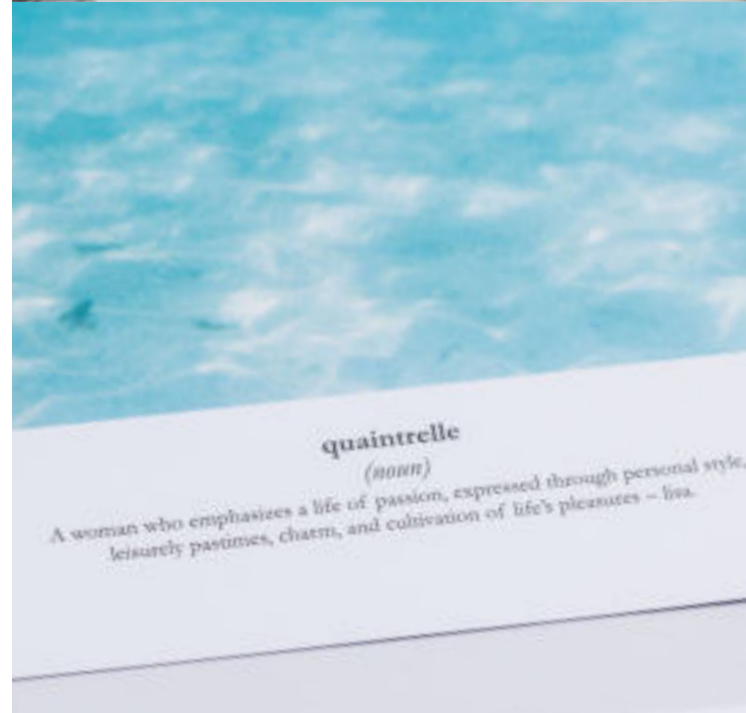 quaintrelle
(noun)
A woman who emphasizes a life of passion, expressed through personal style,
leisurely pastimes, charm, and cultivation of life's pleasures – lisa.